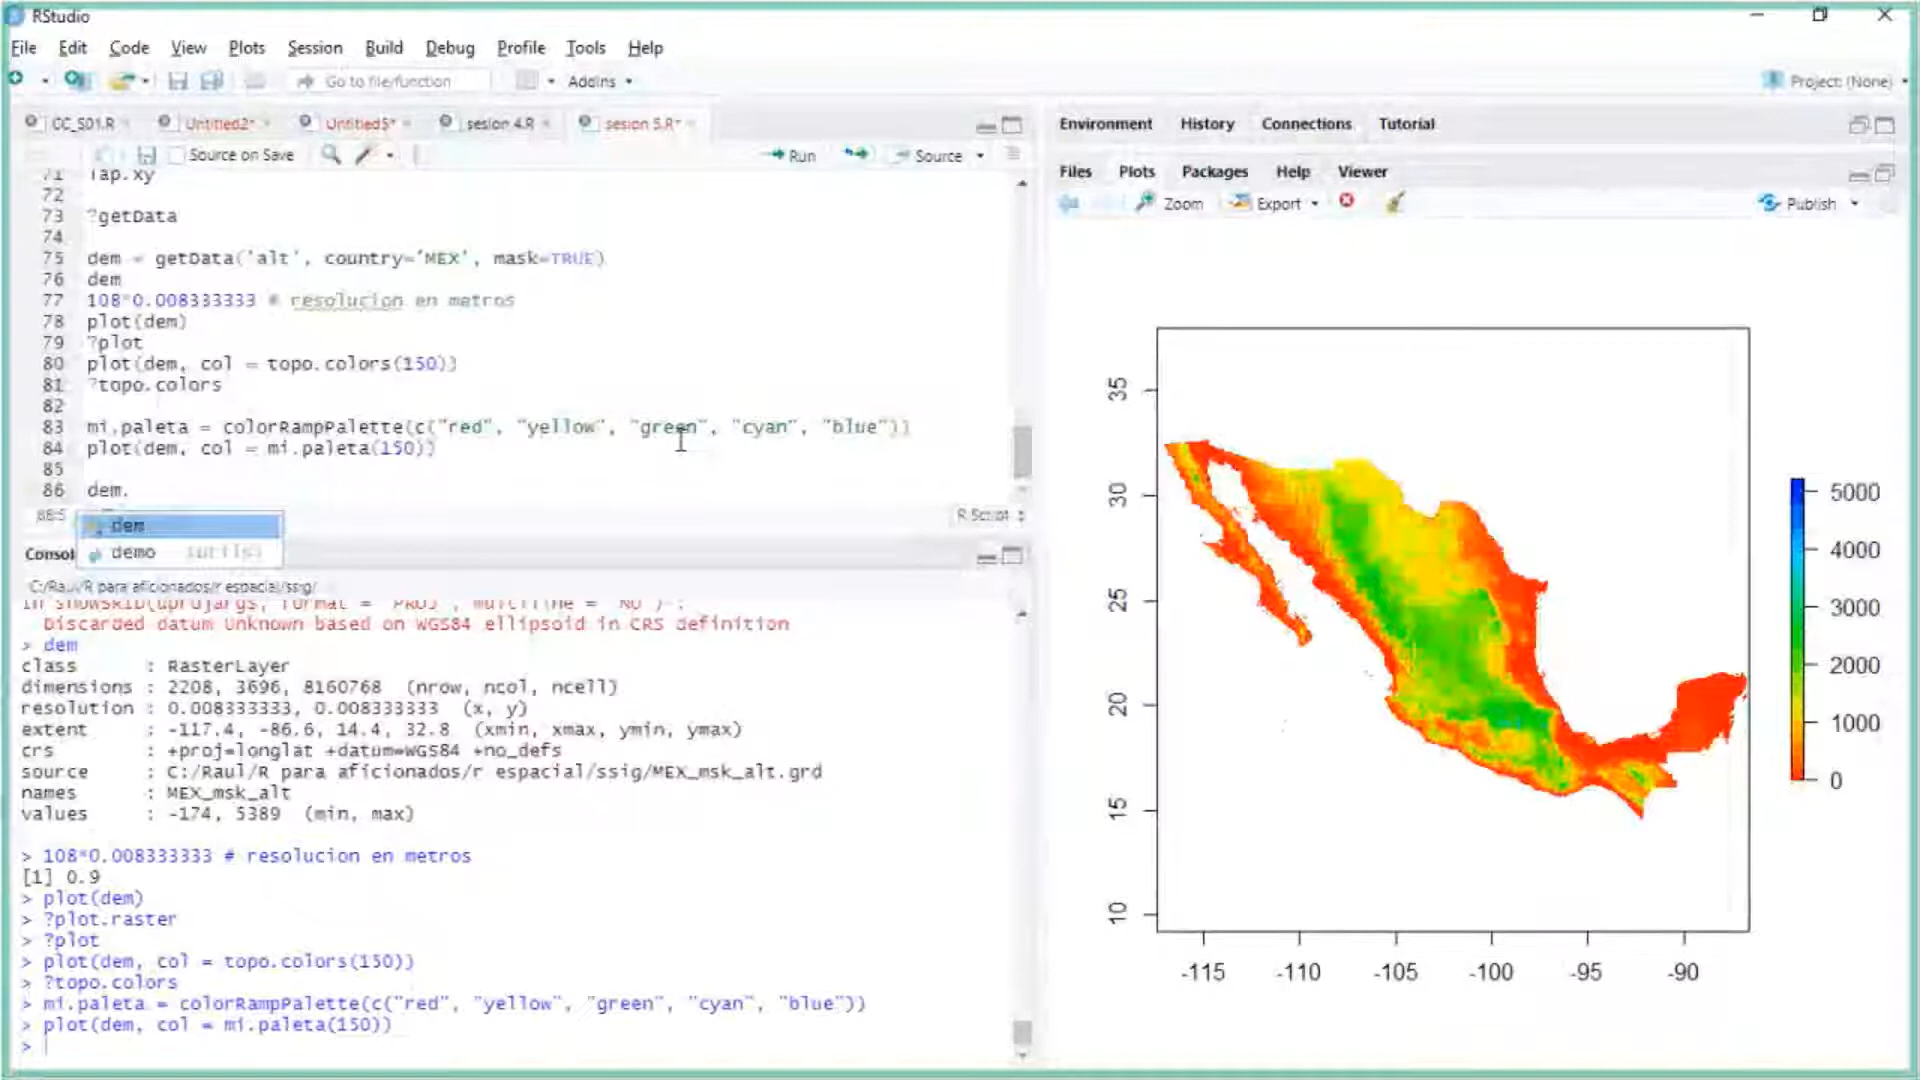 RStudio
File Edit Code View Plots Session Build Debug Profile Tools Help
Go to file/function Addins Project: (None)
CC_S01.R Untitled2* Untitled5* sesion 4.R sesion 5.R*
Source on Save Run Source
71
72
73 ?getData
74
75 dem = getData('alt', country='MEX', mask=TRUE)
76 dem
77 108*0.008333333 # resolucion en metros
78 plot(dem)
79 ?plot
80 plot(dem, col = topo.colors(150))
81 ?topo.colors
82
83 mi.paleta = colorRampPalette(c("red", "yellow", "green", "cyan", "blue"))
84 plot(dem, col = mi.paleta(150))
85
86 dem.
R Script
dem
demo
Consol
C:/Raul/R para aficionados/r espacial/ssig/
Discarded datum Unknown based on WGS84 ellipsoid in CRS definition
> dem
class : RasterLayer
dimensions : 2208, 3696, 8160768 (nrow, ncol, ncell)
resolution : 0.008333333, 0.008333333 (x, y)
extent : -117.4, -86.6, 14.4, 32.8 (xmin, xmax, ymin, ymax)
crs : +proj=longlat +datum=WGS84 +no_defs
source : C:/Raul/R para aficionados/r espacial/ssig/MEX_msk_alt.grd
names : MEX_msk_alt
values : -174, 5389 (min, max)
> 108*0.008333333 # resolucion en metros
[1] 0.9
> plot(dem)
> ?plot.raster
> ?plot
> plot(dem, col = topo.colors(150))
> ?topo.colors
> mi.paleta = colorRampPalette(c("red", "yellow", "green", "cyan", "blue"))
> plot(dem, col = mi.paleta(150))
>
Environment History Connections Tutorial
Files Plots Packages Help Viewer
Zoom Export Publish
35
30
25
20
15
10
-115 -110 -105 -100 -95 -90
5000
4000
3000
2000
1000
0